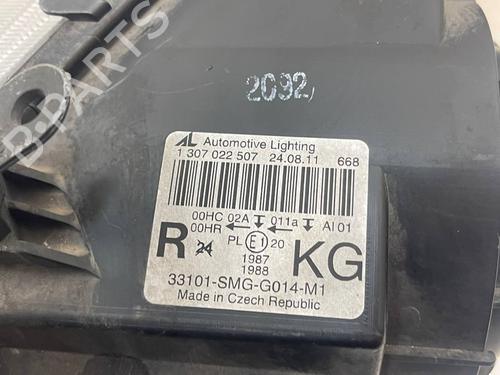 2092
AL Automotive Lighting
1 307 022 507 24.08.11 668
00HC 02A 011a AI 01
00HR
R 24 PL E1 20 KG
1987
1988
33101-SMG-G014-M1
Made in Czech Republic
B-PARTS